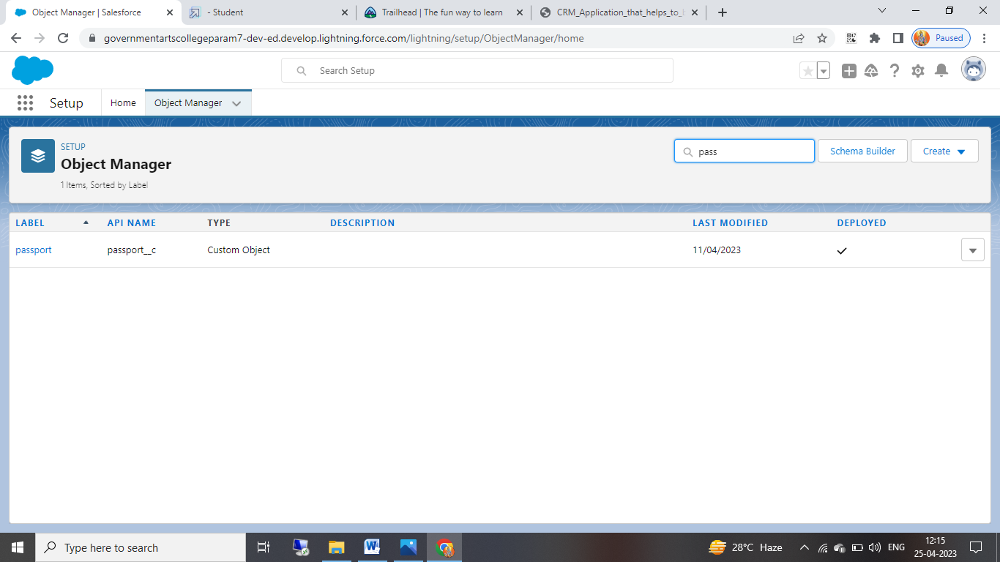 Object Manager | Salesforce
- Student
Trailhead | The fun way to learn
CRM_Application_that_helps_to_
governmentartscollegeparam7-dev-ed.develop.lightning.force.com/lightning/setup/ObjectManager/home
Paused
Search Setup
Setup
Home
Object Manager
SETUP
Object Manager
1 Items, Sorted by Label
pass
Schema Builder
Create
LABEL API NAME TYPE DESCRIPTION LAST MODIFIED DEPLOYED
passport passport__c Custom Object 11/04/2023
Type here to search
28°C Haze
ENG
12:15
25-04-2023